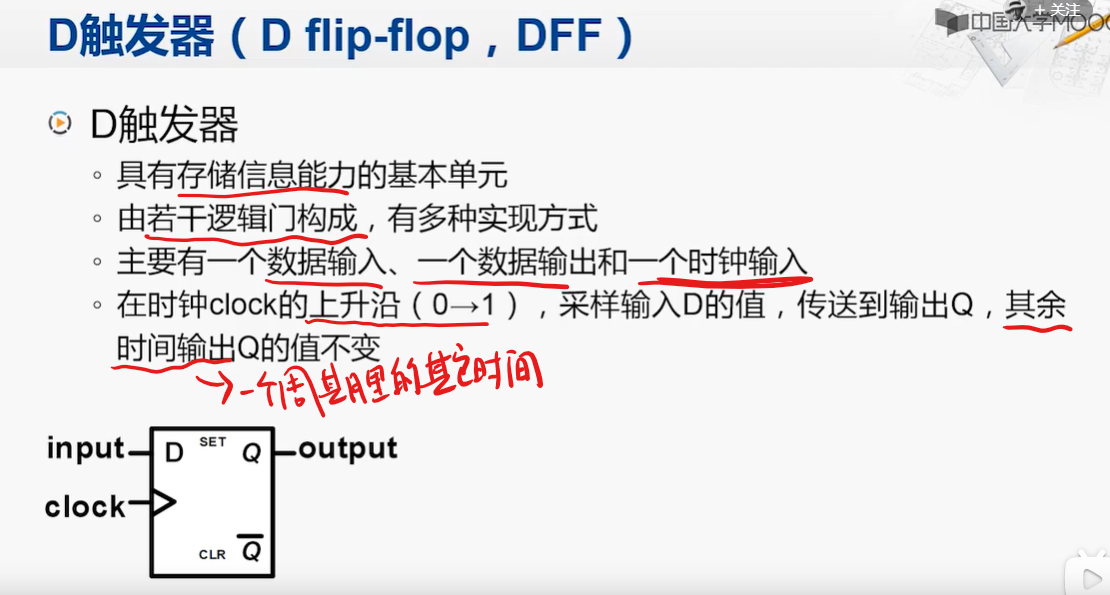 + 关注
中国大学MOOC
D触发器（D flip-flop，DFF）
D触发器
具有存储信息能力的基本单元
由若干逻辑门构成，有多种实现方式
主要有一个数据输入、一个数据输出和一个时钟输入
在时钟clock的上升沿（0→1），采样输入D的值，传送到输出Q，其余
时间输出Q的值不变
→一个周期里的其它时间
input D SET Q output
clock
CLR Q̅